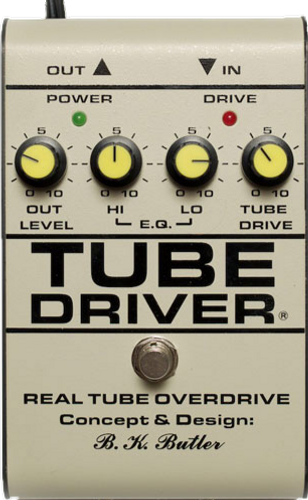 OUT ▲ ▼ IN
POWER DRIVE
5 5 5 5
0 10 0 10 0 10 0 10
OUT LEVEL HI LO TUBE DRIVE
E.Q.
TUBE
DRIVER®
REAL TUBE OVERDRIVE
Concept & Design:
B. K. Butler